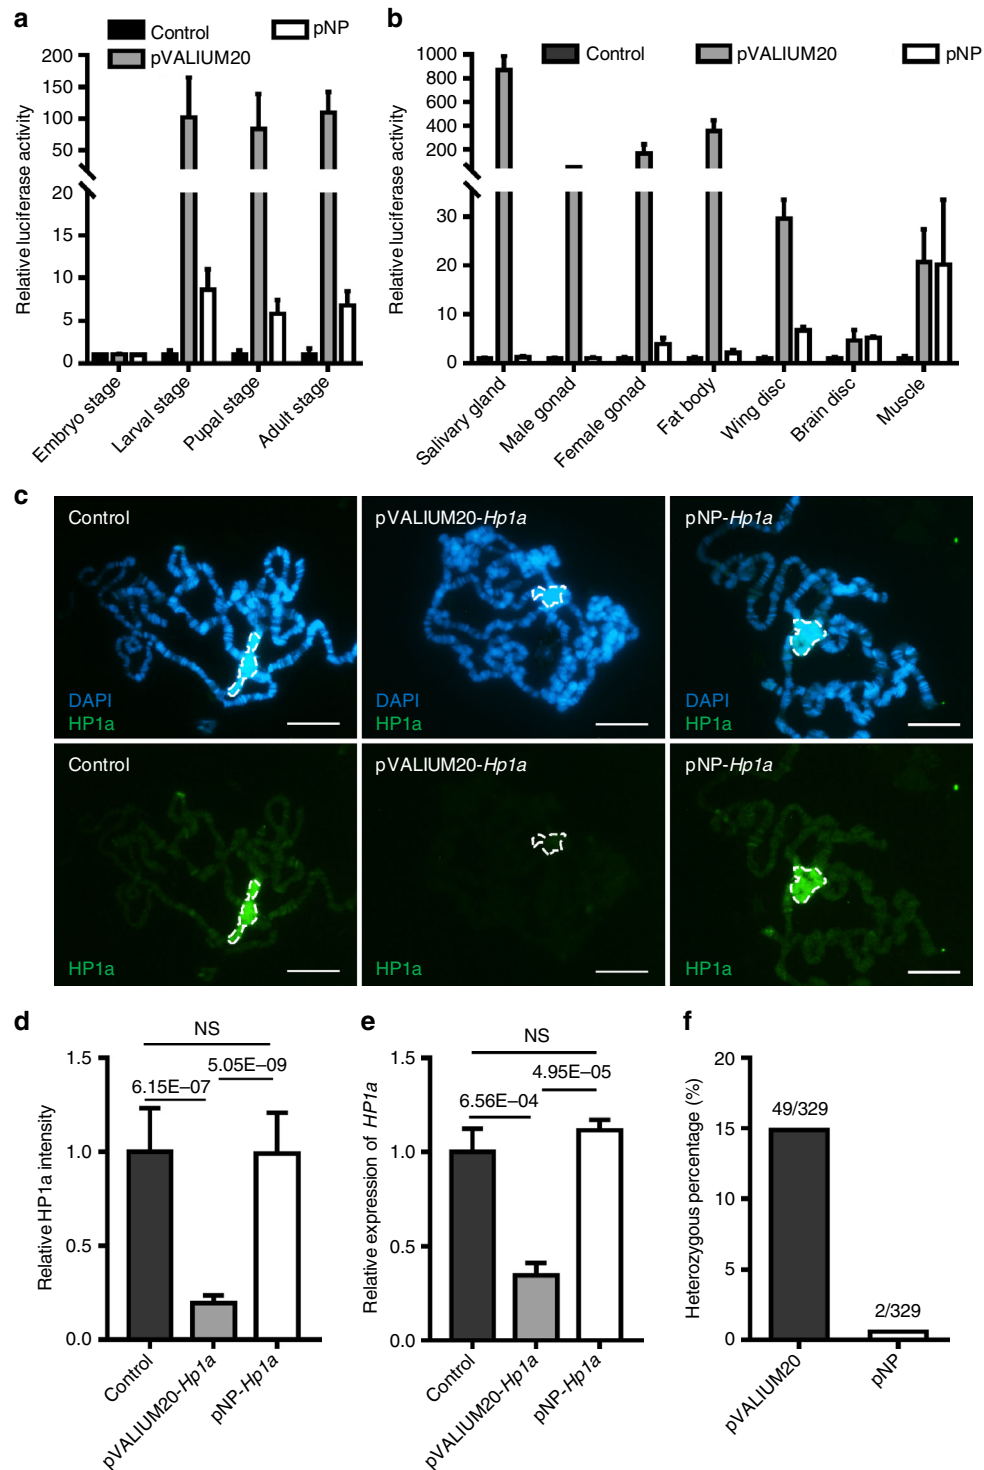 a
Control
pNP
pVALIUM20
Relative luciferase activity
200
150
100
50
20
15
10
5
0
Embryo stage
Larval stage
Pupal stage
Adult stage
b
Control
pVALIUM20
pNP
Relative luciferase activity
1000
800
600
400
200
30
20
10
0
Salivary gland
Male gonad
Female gonad
Fat body
Wing disc
Brain disc
Muscle
c
Control
DAPI
HP1a
pVALIUM20-Hp1a
DAPI
HP1a
pNP-Hp1a
DAPI
HP1a
Control
HP1a
pVALIUM20-Hp1a
HP1a
pNP-Hp1a
HP1a
d
NS
5.05E–09
6.15E–07
Relative HP1a intensity
1.5
1.0
0.5
0.0
Control
pVALIUM20-Hp1a
pNP-Hp1a
e
NS
4.95E–05
6.56E–04
Relative expression of HP1a
1.5
1.0
0.5
0.0
Control
pVALIUM20-Hp1a
pNP-Hp1a
f
Heterozygous percentage (%)
20
15
10
5
0
49/329
2/329
pVALIUM20
pNP